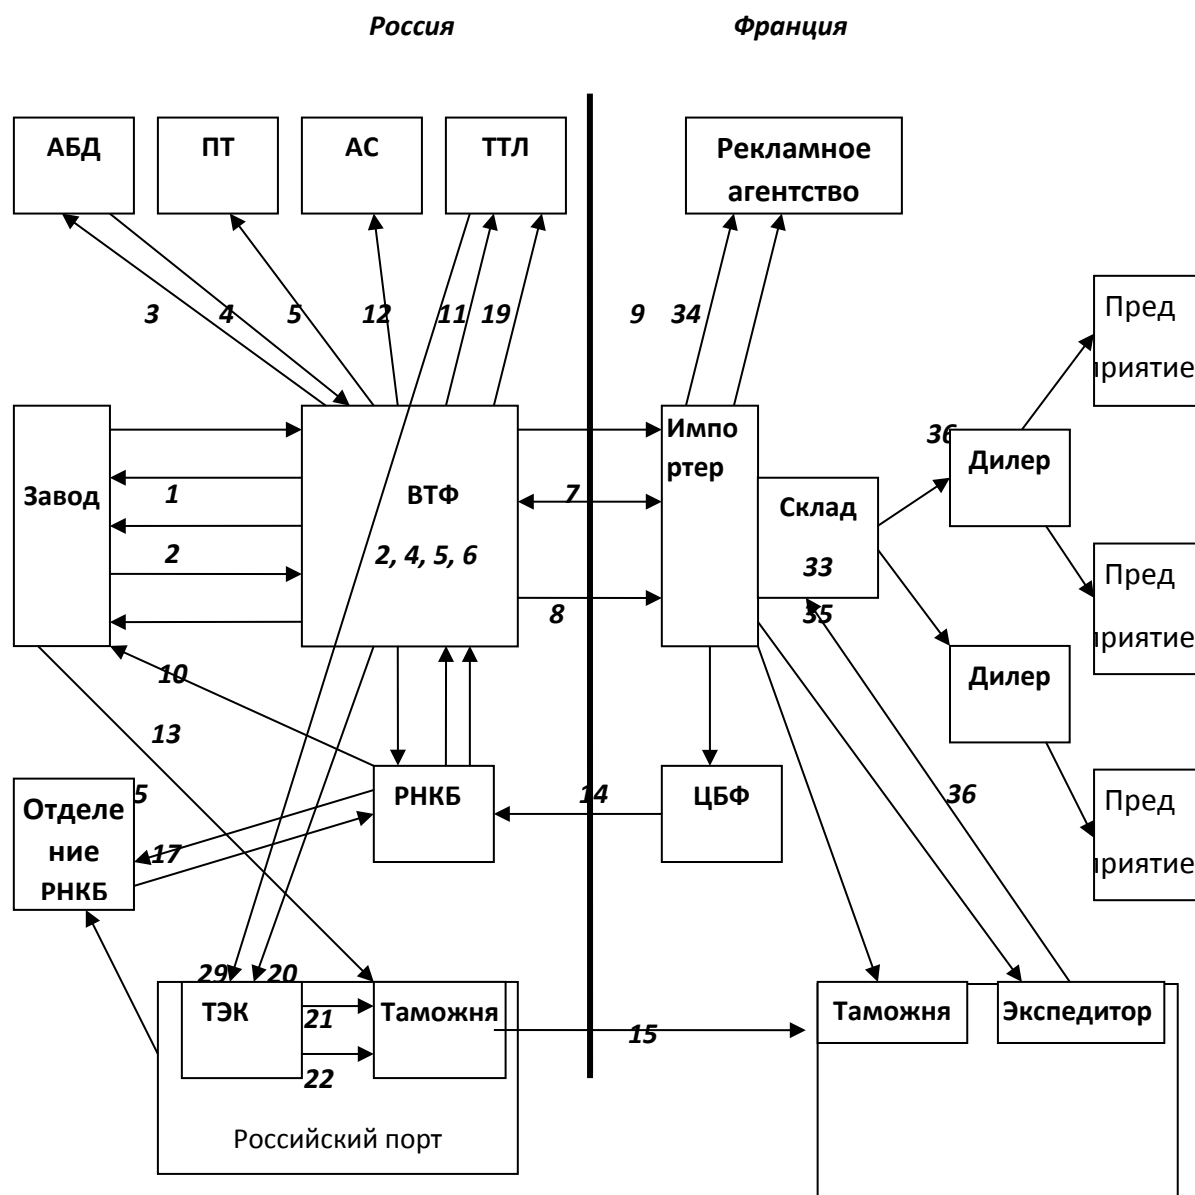 Россия Франция
АБД ПТ АС ТТЛ Рекламное
агентство
3 4 5 12 11 19 9 34
Пред
приятие
Завод
1
2
ВТФ
2, 4, 5, 6
7
8
Импо
ртер
Склад
33
35
36
Дилер
Пред
приятие
Дилер
10
13
5
17
Отделе
ние
РНКБ
РНКБ
14
ЦБФ
36
Пред
приятие
29 20
ТЭК
21
22
Таможня
15
Таможня
Экспедитор
Российский порт